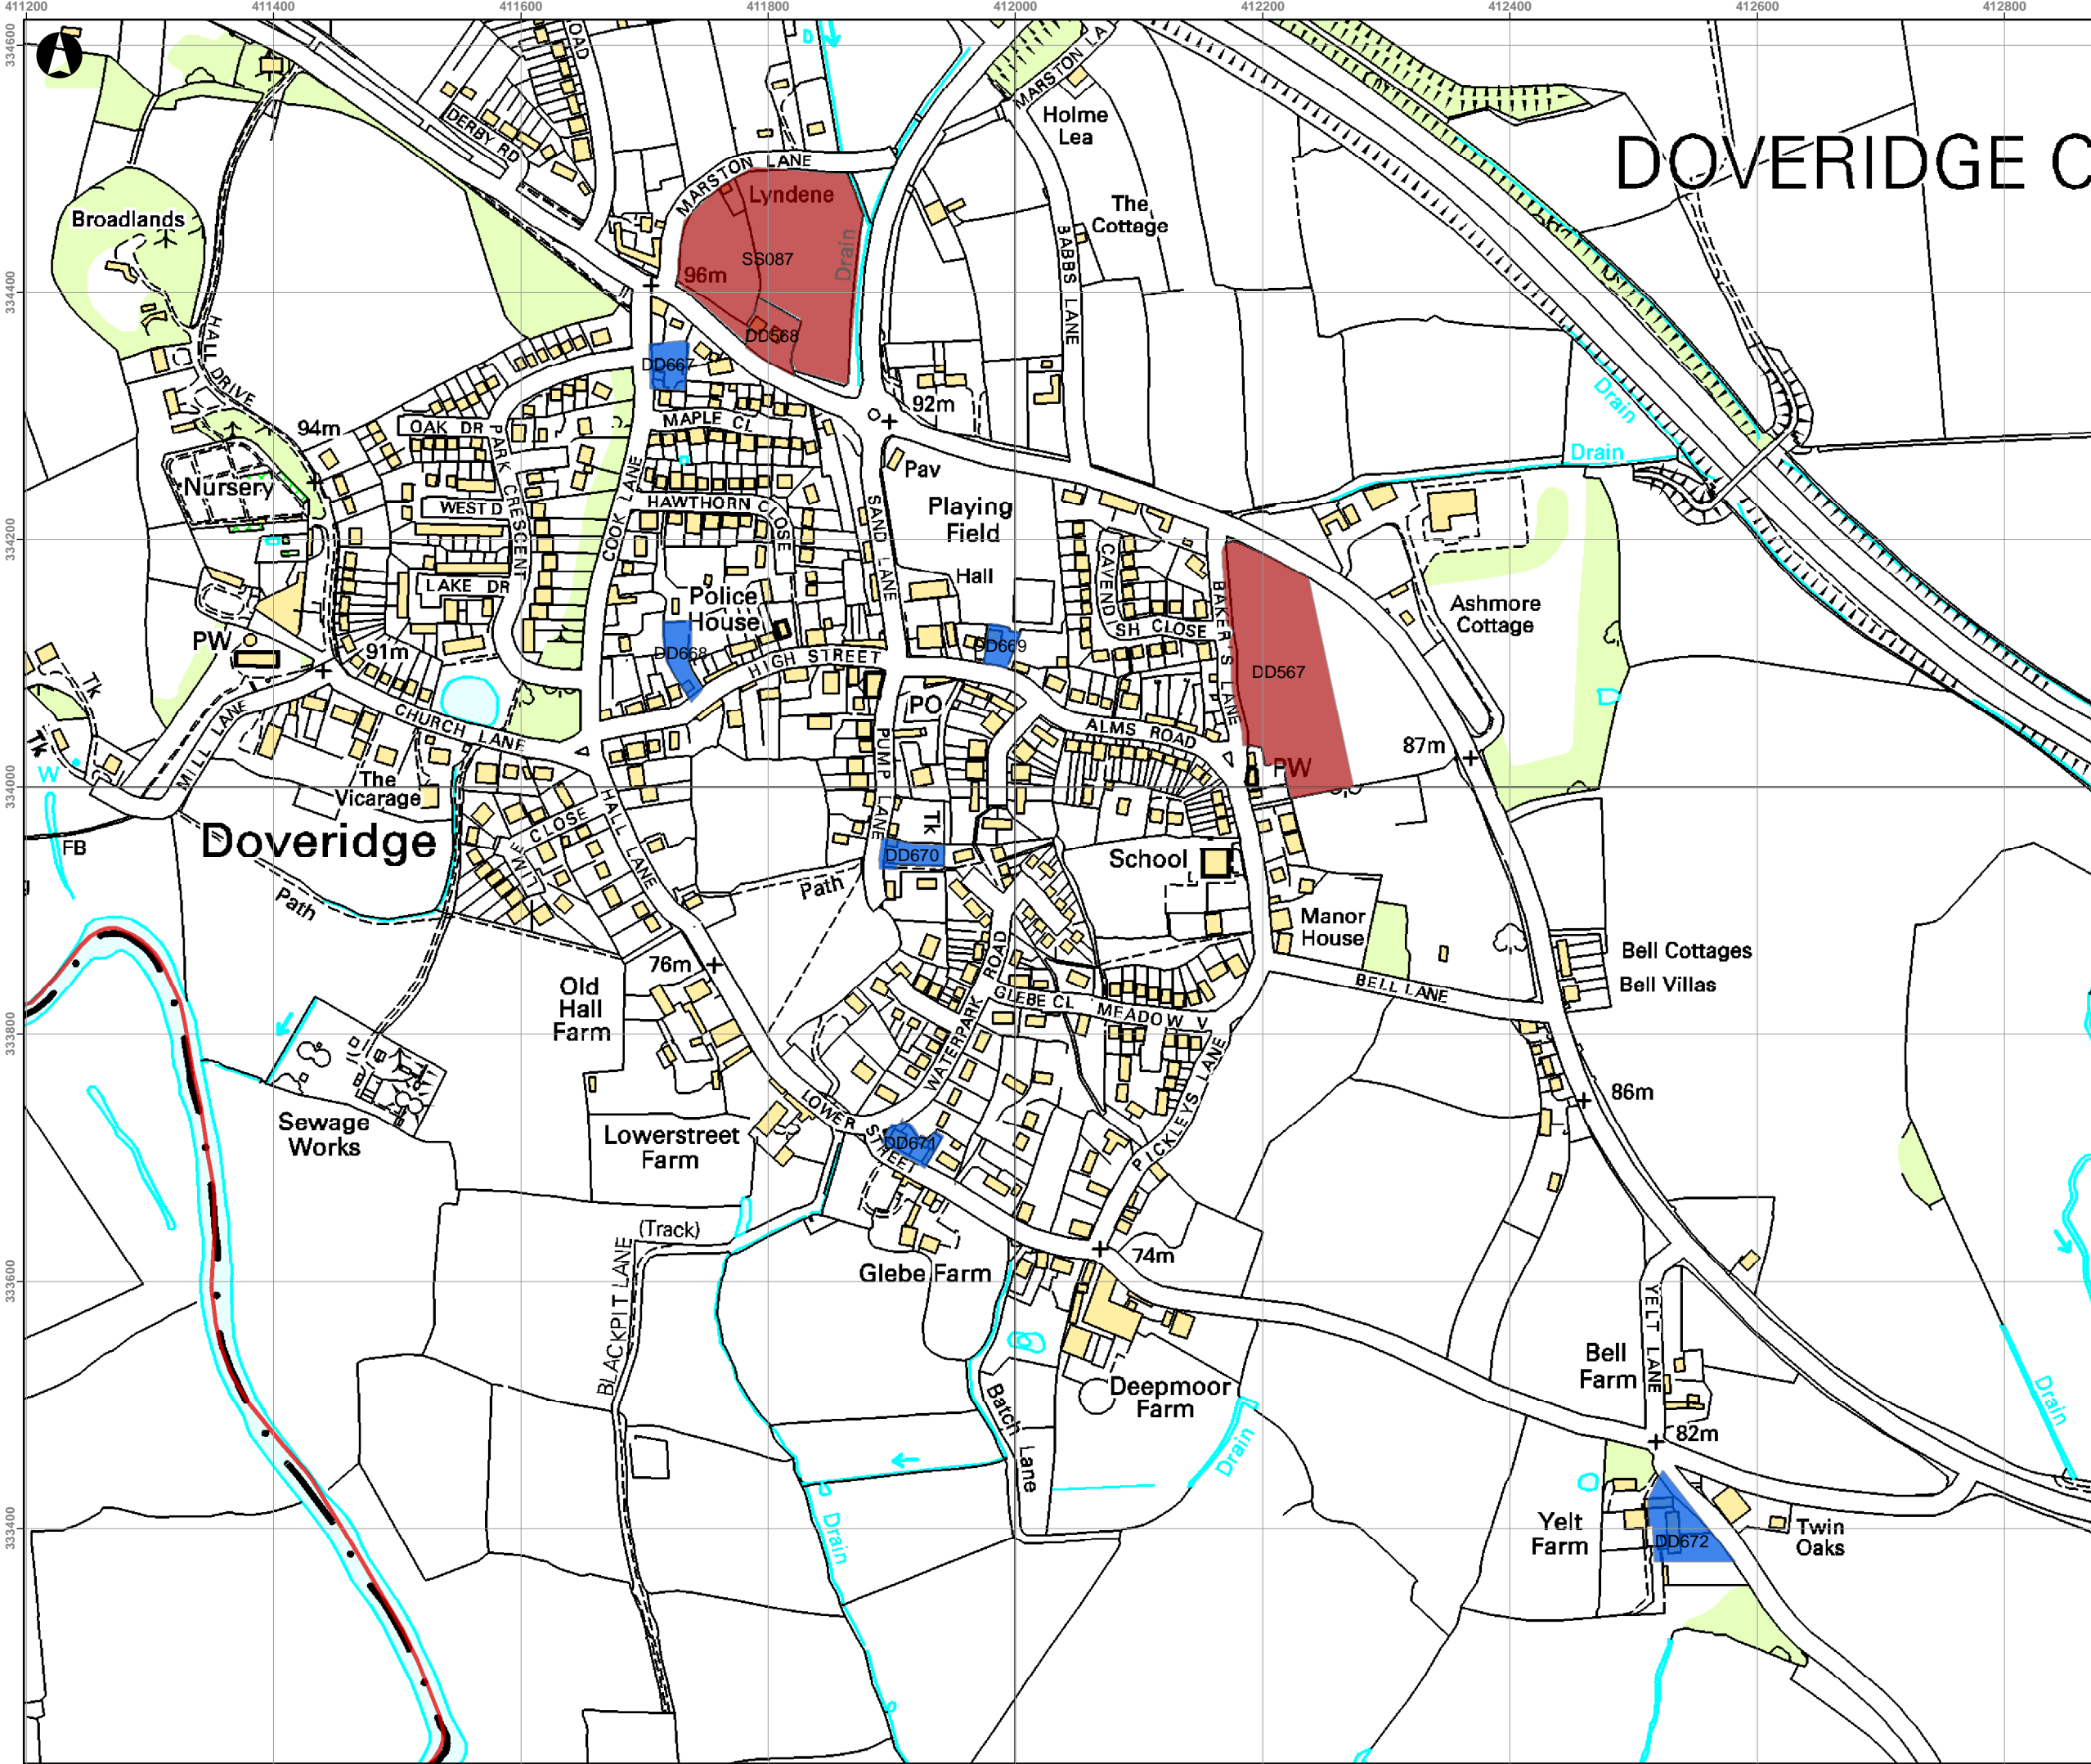 411200
411400
411600
411800
412000
412200
412400
412600
412800
334600
334400
334200
334000
333800
333600
333400
OAD
D
MARSTON LA
Holme
Lea
DERBY RD
MARSTON LANE
DOVERIDGE C
Broadlands
Lyndene
The
Cottage
BABBS LANE
SS087
Drain
96m
DD568
HALL DRIVE
DD667
92m
Drain
94m
OAK DR
MAPLE CL
Drain
Pav
Nursery
PARK CRESCENT
WEST D
COOK LANE
HAWTHORN CLOSE
SAND LANE
Playing
Field
CAVENDI
SH CLOSE
Hall
LAKE DR
Police
House
BAKER'S LANE
Ashmore
Cottage
PW
91m
DD668
HIGH STREET
DD669
DD567
Tk
CHURCH LANE
PO
ALMS ROAD
87m
Tk
W
MILL LANE
The
Vicarage
PUMP LANE
PW
Doveridge
CLOSE
LIME
HALL LANE
Tk
FB
DD670
School
Path
Path
Manor
House
Bell Cottages
Bell Villas
76m
Old
Hall
Farm
WATERPARK ROAD
GLEBE CL
MEADOW V
BELL LANE
PICKLEYS LANE
86m
Sewage
Works
LOWER STREET
Lowerstreet
Farm
DD671
(Track)
74m
Glebe Farm
BLACKPIT LANE
YELT LANE
Bell
Farm
Deepmoor
Farm
Batch Lane
Drain
Drain
82m
Drain
Yelt
Farm
DD672
Twin
Oaks